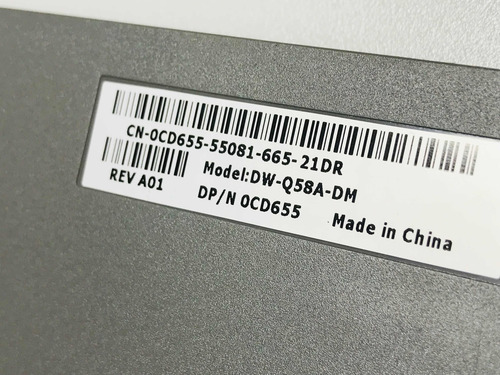 CN-0CD655-55081-665-21DR
Model:DW-Q58A-DM
REV A01
DP/N 0CD655
Made in China